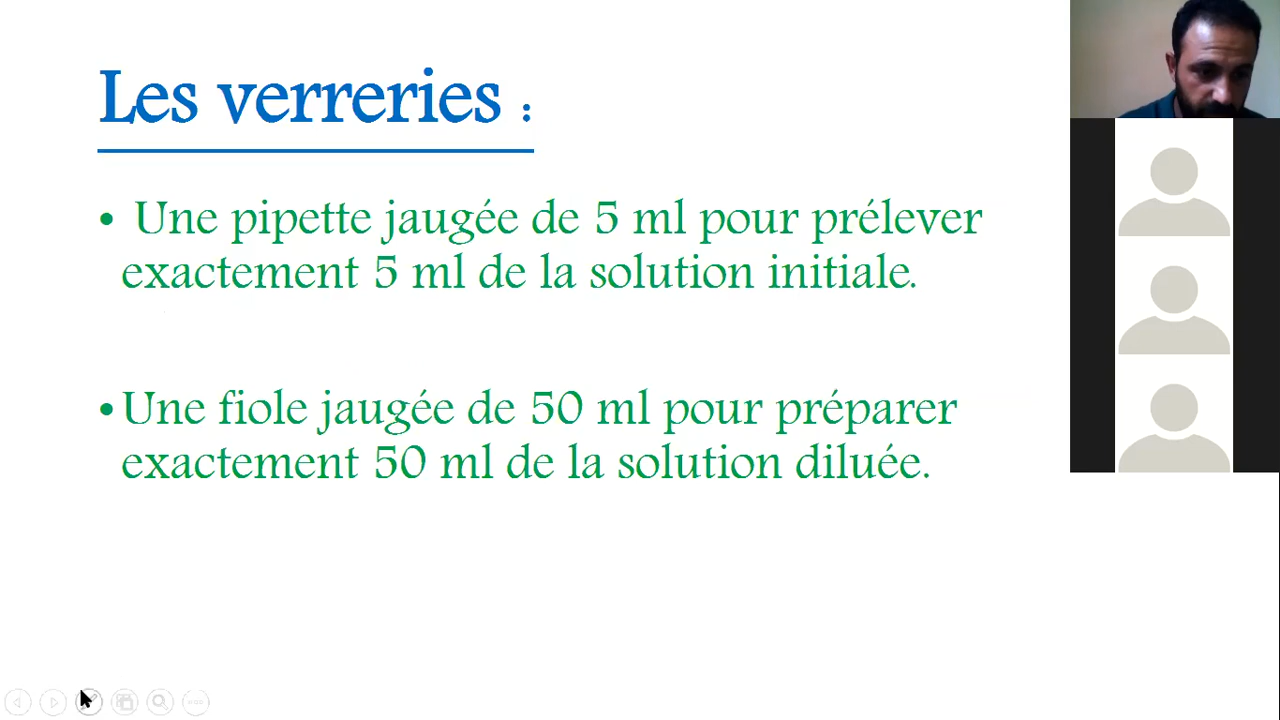 Les verreries :
• Une pipette jaugée de 5 ml pour prélever
exactement 5 ml de la solution initiale.
•Une fiole jaugée de 50 ml pour préparer
exactement 50 ml de la solution diluée.